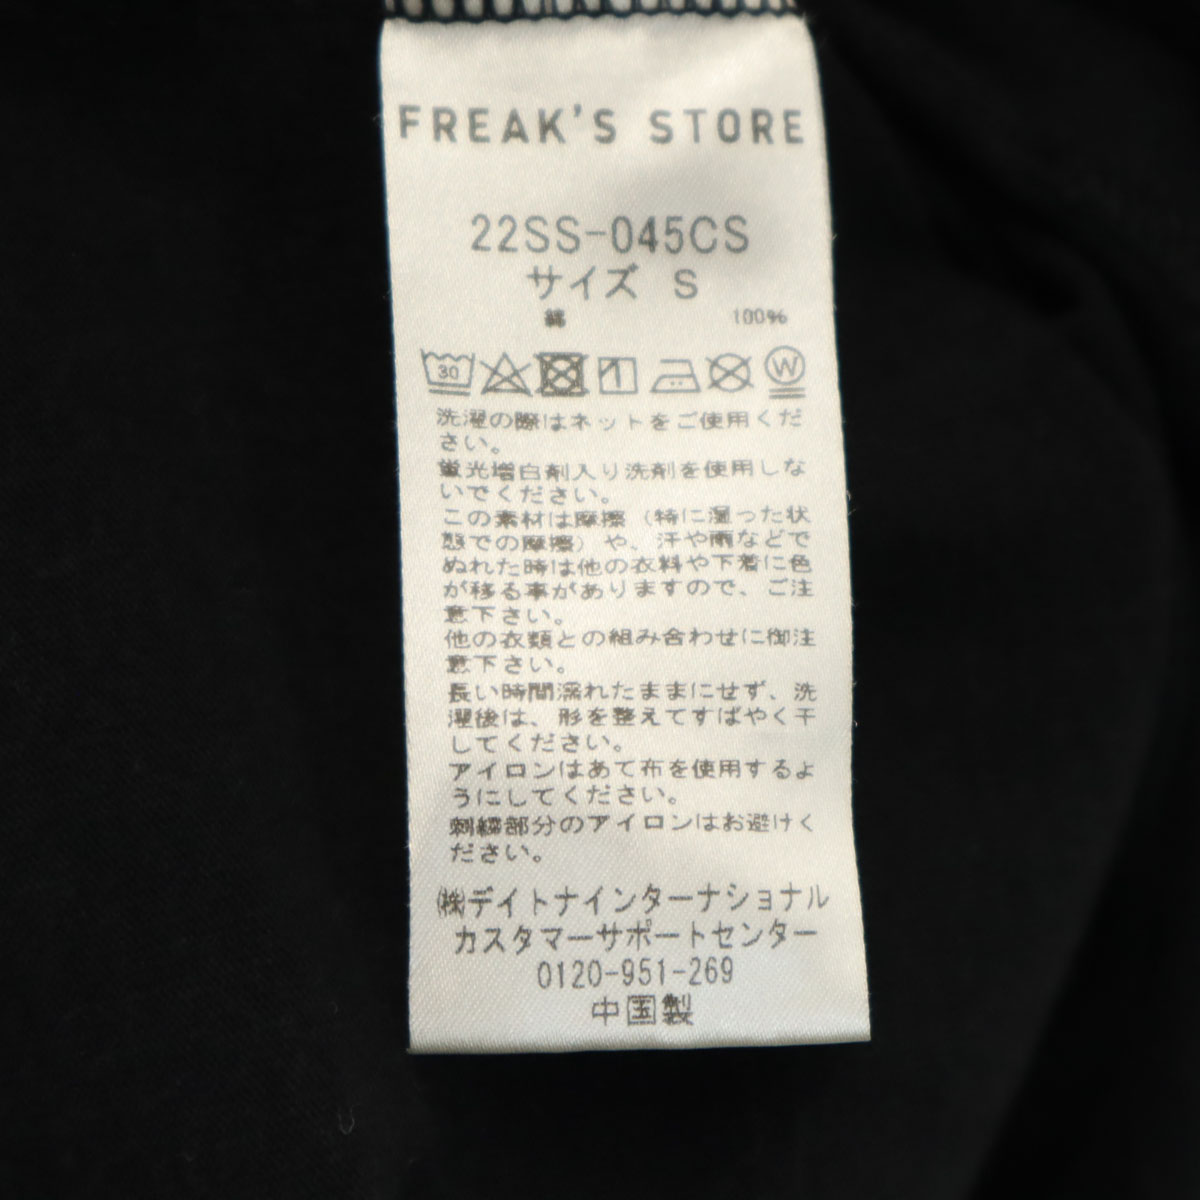 FREAK'S STORE
22SS-045CS
サイズ S
綿 100%
30 W
洗濯の際はネットをご使用くだ
さい。
蛍光増白剤入り洗剤を使用しな
いでください。
この素材は摩擦（特に湿った状
態での摩擦）や、汗や雨などで
ぬれた時は他の衣料や下着に色
が移る事がありますので、ご注
意下さい。
他の衣類との組み合わせに御注
意下さい。
長い時間濡れたままにせず、洗
濯後は、形を整えてすばやく干
してください。
アイロンはあて布を使用するよ
うにしてください。
刺繍部分のアイロンはお避けく
ださい。
㈱デイトナインターナショナル
カスタマーサポートセンター
0120-951-269
中国製